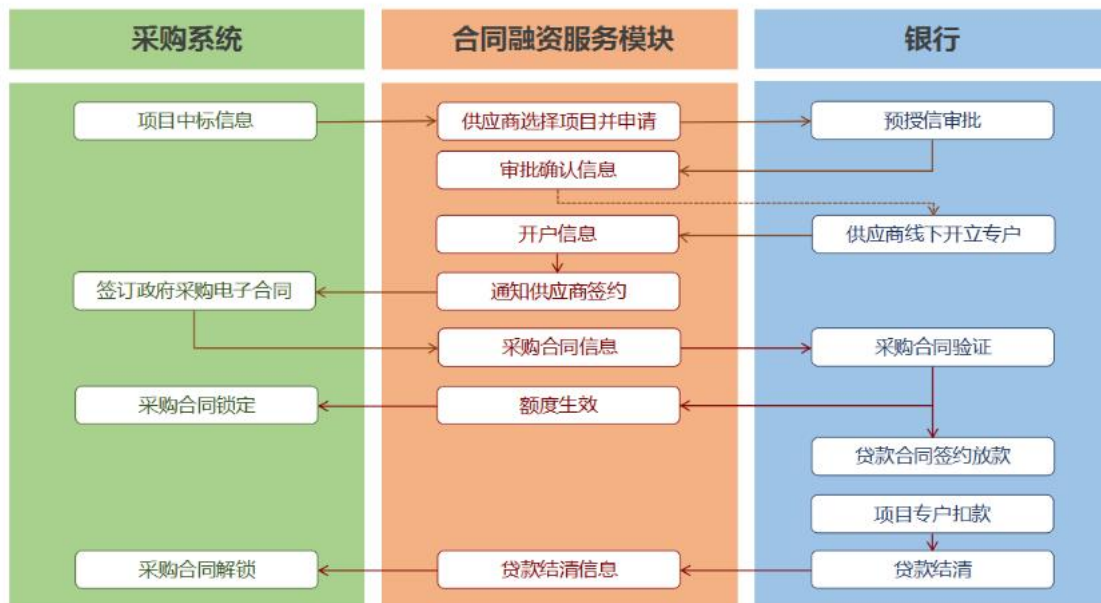 采购系统
合同融资服务模块
银行
项目中标信息
供应商选择项目并申请
预授信审批
审批确认信息
开户信息
供应商线下开立专户
签订政府采购电子合同
通知供应商签约
采购合同信息
采购合同验证
采购合同锁定
额度生效
贷款合同签约放款
项目专户扣款
采购合同解锁
贷款结清信息
贷款结清